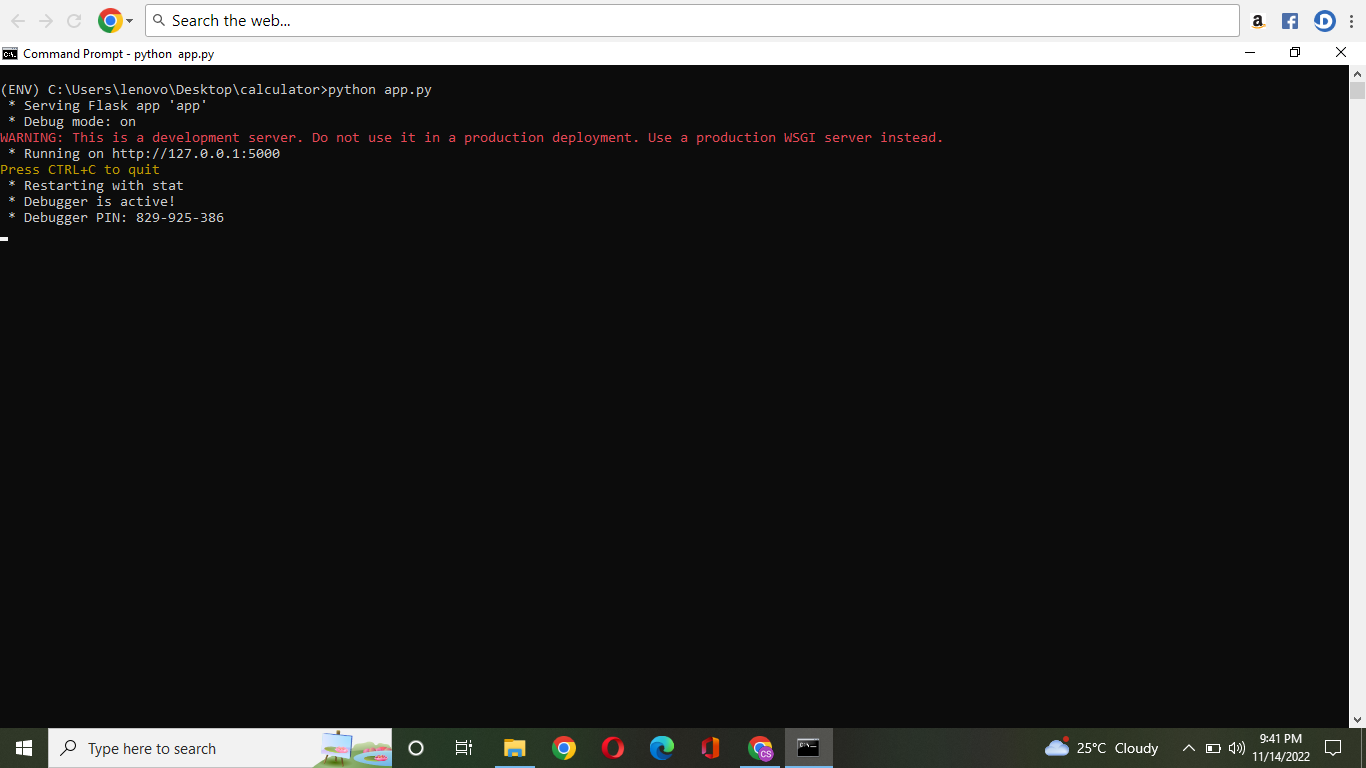 Search the web...
Command Prompt - python  app.py
(ENV) C:\Users\lenovo\Desktop\calculator>python app.py
 * Serving Flask app 'app'
 * Debug mode: on
WARNING: This is a development server. Do not use it in a production deployment. Use a production WSGI server instead.
 * Running on http://127.0.0.1:5000
Press CTRL+C to quit
 * Restarting with stat
 * Debugger is active!
 * Debugger PIN: 829-925-386
Type here to search
CS
25°C Cloudy
9:41 PM
11/14/2022